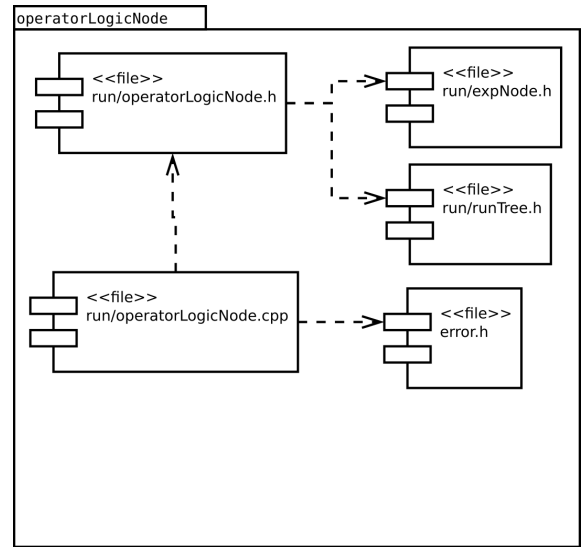 operatorLogicNode
<<file>>
run/operatorLogicNode.h
<<file>>
run/expNode.h
<<file>>
run/runTree.h
<<file>>
run/operatorLogicNode.cpp
<<file>>
error.h